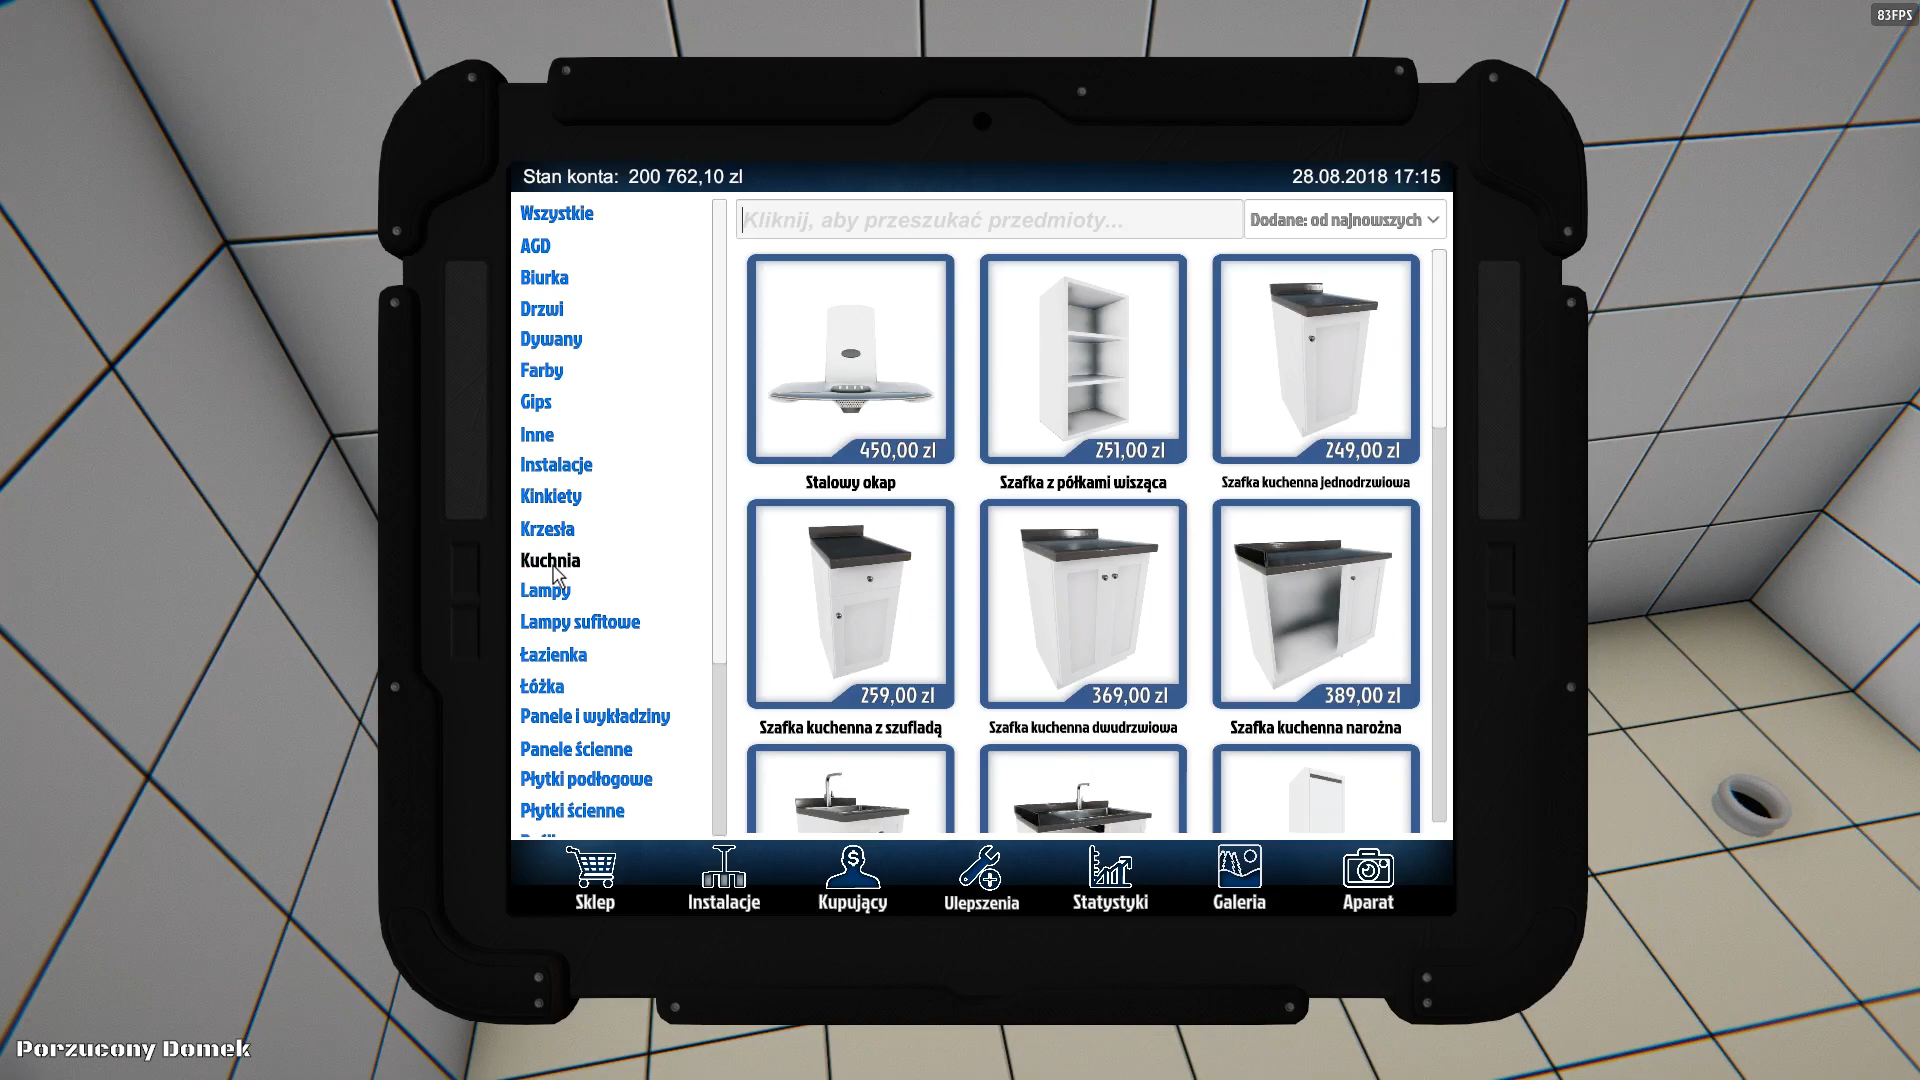 83FPS
Stan konta: 200 762,10 zl
28.08.2018 17:15
Wszystkie
AGD
Biurka
Drzwi
Dywany
Farby
Gips
Inne
Instalacje
Kinkiety
Krzesła
Kuchnia
Lampy
Lampy sufitowe
Łazienka
Łóżka
Panele i wykładziny
Panele ścienne
Płytki podłogowe
Płytki ścienne
Kliknij, aby przeszukać przedmioty...
Dodane: od najnowszych
450,00 zl
251,00 zl
249,00 zl
Stalowy okap
Szafka z półkami wisząca
Szafka kuchenna jednodrzwiowa
259,00 zl
369,00 zl
389,00 zl
Szafka kuchenna z szufladą
Szafka kuchenna dwudrzwiowa
Szafka kuchenna narożna
Sklep
Instalacje
Kupujący
Ulepszenia
Statystyki
Galeria
Aparat
Porzucony Domek